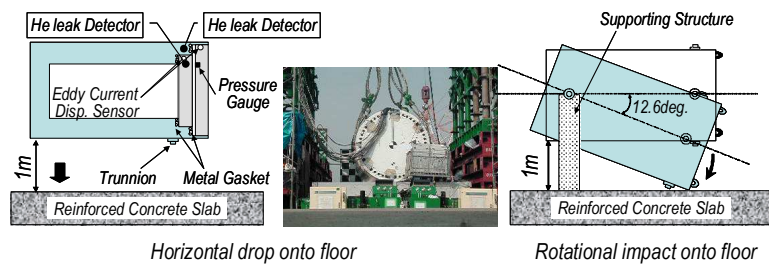 He leak Detector
He leak Detector
Eddy Current
Disp. Sensor
Pressure
Gauge
1m
Trunnion
Metal Gasket
Reinforced Concrete Slab
Horizontal drop onto floor
Supporting Structure
12.6deg.
1m
Reinforced Concrete Slab
Rotational impact onto floor